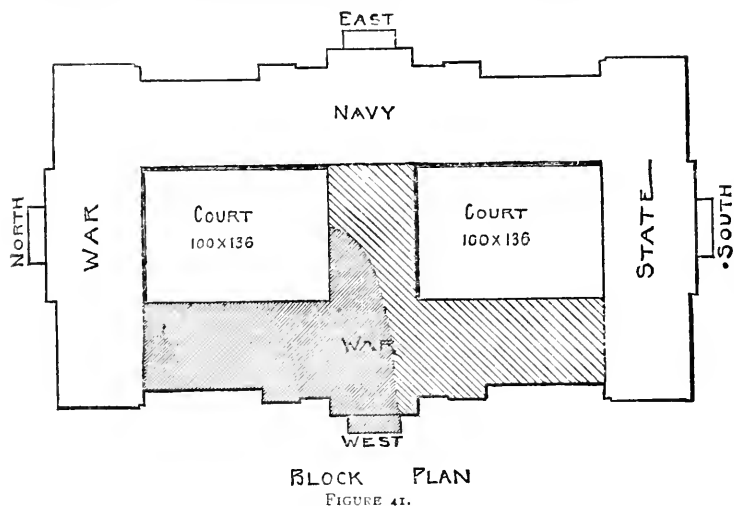 EAST
NAVY
NORTH
WAR
COURT
100X136
COURT
100X136
STATE
SOUTH
WAR
WEST
BLOCK PLAN
FIGURE 41.